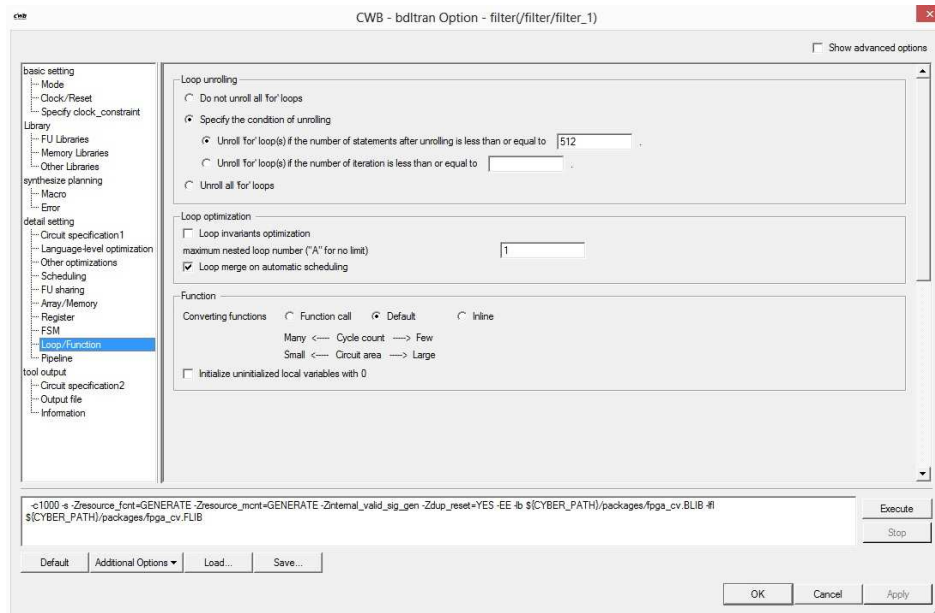 CWB
CWB - bdltran Option - filter(/filter/filter_1)
Show advanced options
basic setting
Mode
Clock/Reset
Specify clock_constraint
Library
FU Libraries
Memory Libraries
Other Libraries
synthesize planning
Macro
Error
detail setting
Circuit specification1
Language-level optimization
Other optimizations
Scheduling
FU sharing
Array/Memory
Register
FSM
Loop/Function
Pipeline
tool output
Circuit specification2
Output file
Information
Loop unrolling
Do not unroll all 'for' loops
Specify the condition of unrolling
Unroll 'for' loop(s) if the number of statements after unrolling is less than or equal to 512 .
Unroll 'for' loop(s) if the number of iteration is less than or equal to .
Unroll all 'for' loops
Loop optimization
Loop invariants optimization
maximum nested loop number ("A" for no limit) 1
Loop merge on automatic scheduling
Function
Converting functions Function call Default Inline
Many <---- Cycle count ----> Few
Small <---- Circuit area ----> Large
Initialize uninitialized local variables with 0
-c1000 -s -Zresource_fcnt=GENERATE -Zresource_mcnt=GENERATE -Zinternal_valid_sig_gen -Zdup_reset=YES -EE -lb ${CYBER_PATH}/packages/fpga_cv.BLIB -lfl
${CYBER_PATH}/packages/fpga_cv.FLIB
Execute
Stop
Default Additional Options Load... Save...
OK Cancel Apply